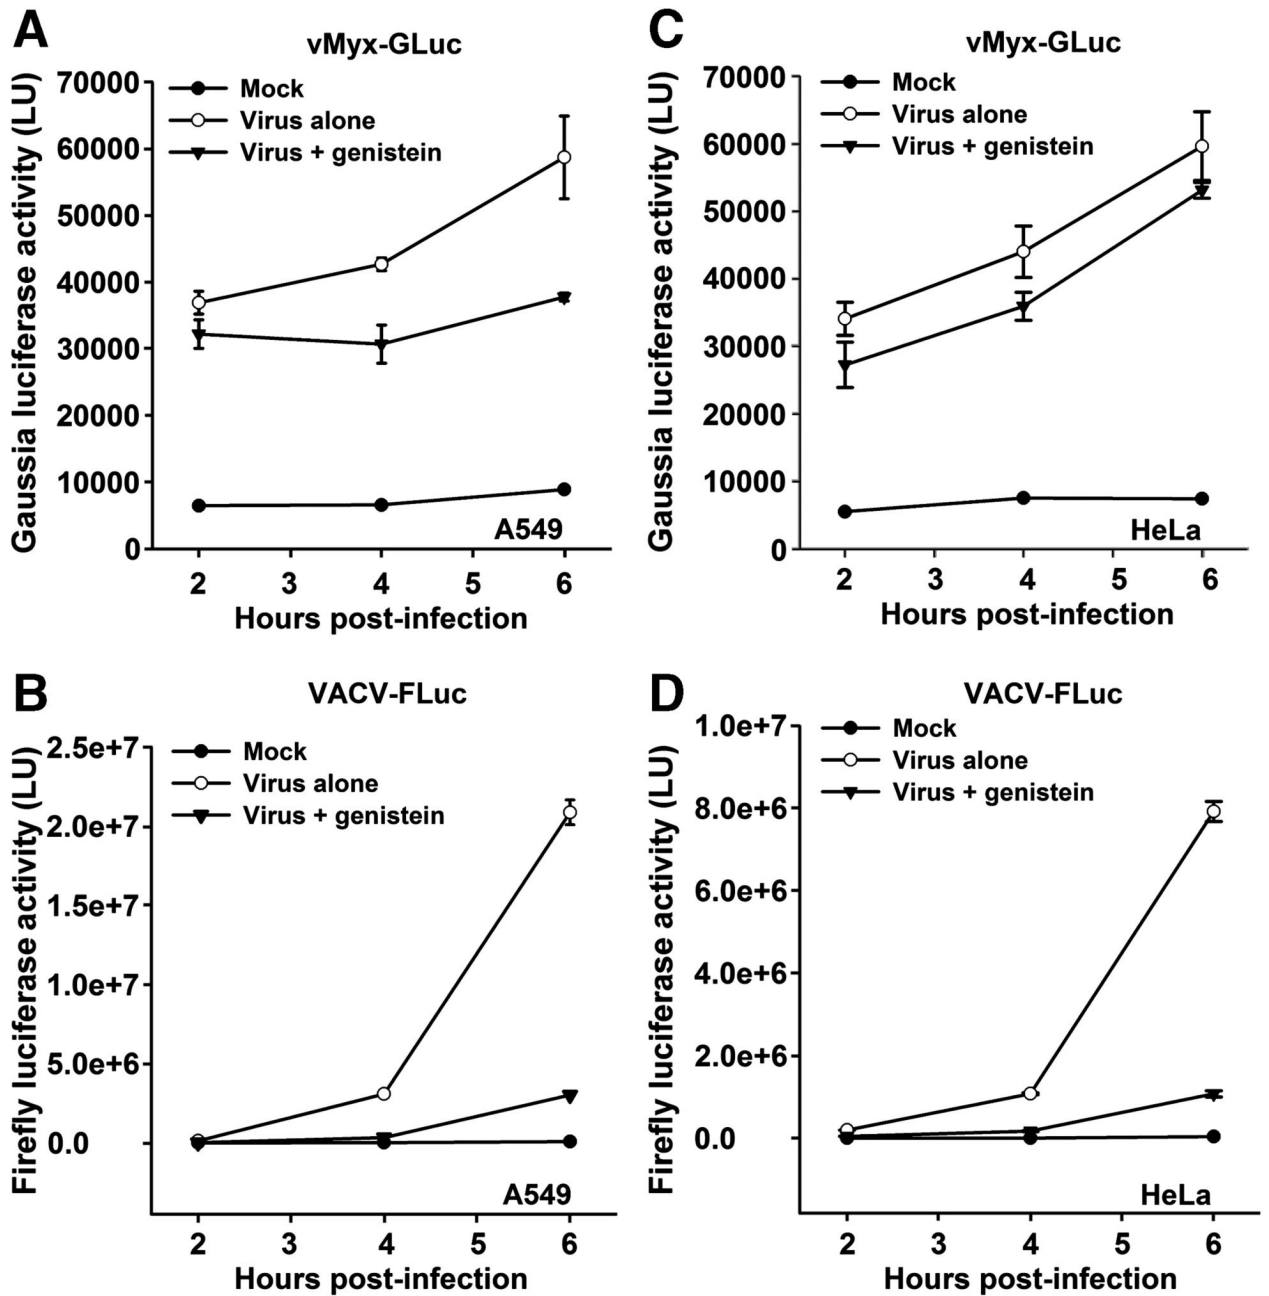 A
vMyx-GLuc
Gaussia luciferase activity (LU)
70000
60000
50000
40000
30000
20000
10000
0
Mock
Virus alone
Virus + genistein
A549
2 3 4 5 6
Hours post-infection
C
vMyx-GLuc
Gaussia luciferase activity (LU)
70000
60000
50000
40000
30000
20000
10000
0
Mock
Virus alone
Virus + genistein
HeLa
2 3 4 5 6
Hours post-infection
B
VACV-FLuc
Firefly luciferase activity (LU)
2.5e+7
2.0e+7
1.5e+7
1.0e+7
5.0e+6
0.0
Mock
Virus alone
Virus + genistein
A549
2 3 4 5 6
Hours post-infection
D
VACV-FLuc
Firefly luciferase activity (LU)
1.0e+7
8.0e+6
6.0e+6
4.0e+6
2.0e+6
0.0
Mock
Virus alone
Virus + genistein
HeLa
2 3 4 5 6
Hours post-infection